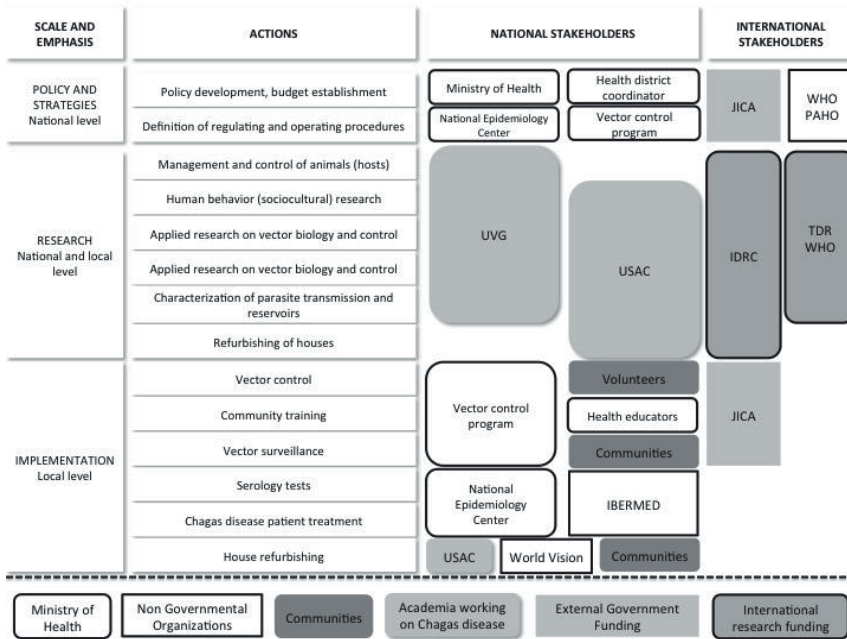 SCALE AND
EMPHASIS
ACTIONS
NATIONAL STAKEHOLDERS
INTERNATIONAL
STAKEHOLDERS
POLICY AND
STRATEGIES
National level
Policy development, budget establishment
Definition of regulating and operating procedures
Ministry of Health
Health district
coordinator
National Epidemiology
Center
Vector control
program
JICA
WHO
PAHO
RESEARCH
National and local
level
Management and control of animals (hosts)
Human behavior (sociocultural) research
Applied research on vector biology and control
Applied research on vector biology and control
Characterization of parasite transmission and
reservoirs
Refurbishing of houses
UVG
USAC
IDRC
TDR
WHO
IMPLEMENTATION
Local level
Vector control
Community training
Vector surveillance
Serology tests
Chagas disease patient treatment
House refurbishing
Vector control
program
Volunteers
Health educators
Communities
JICA
National
Epidemiology
Center
IBERMED
USAC
World Vision
Communities
Ministry of
Health
Non Governmental
Organizations
Communities
Academia working
on Chagas disease
External Government
Funding
International
research funding